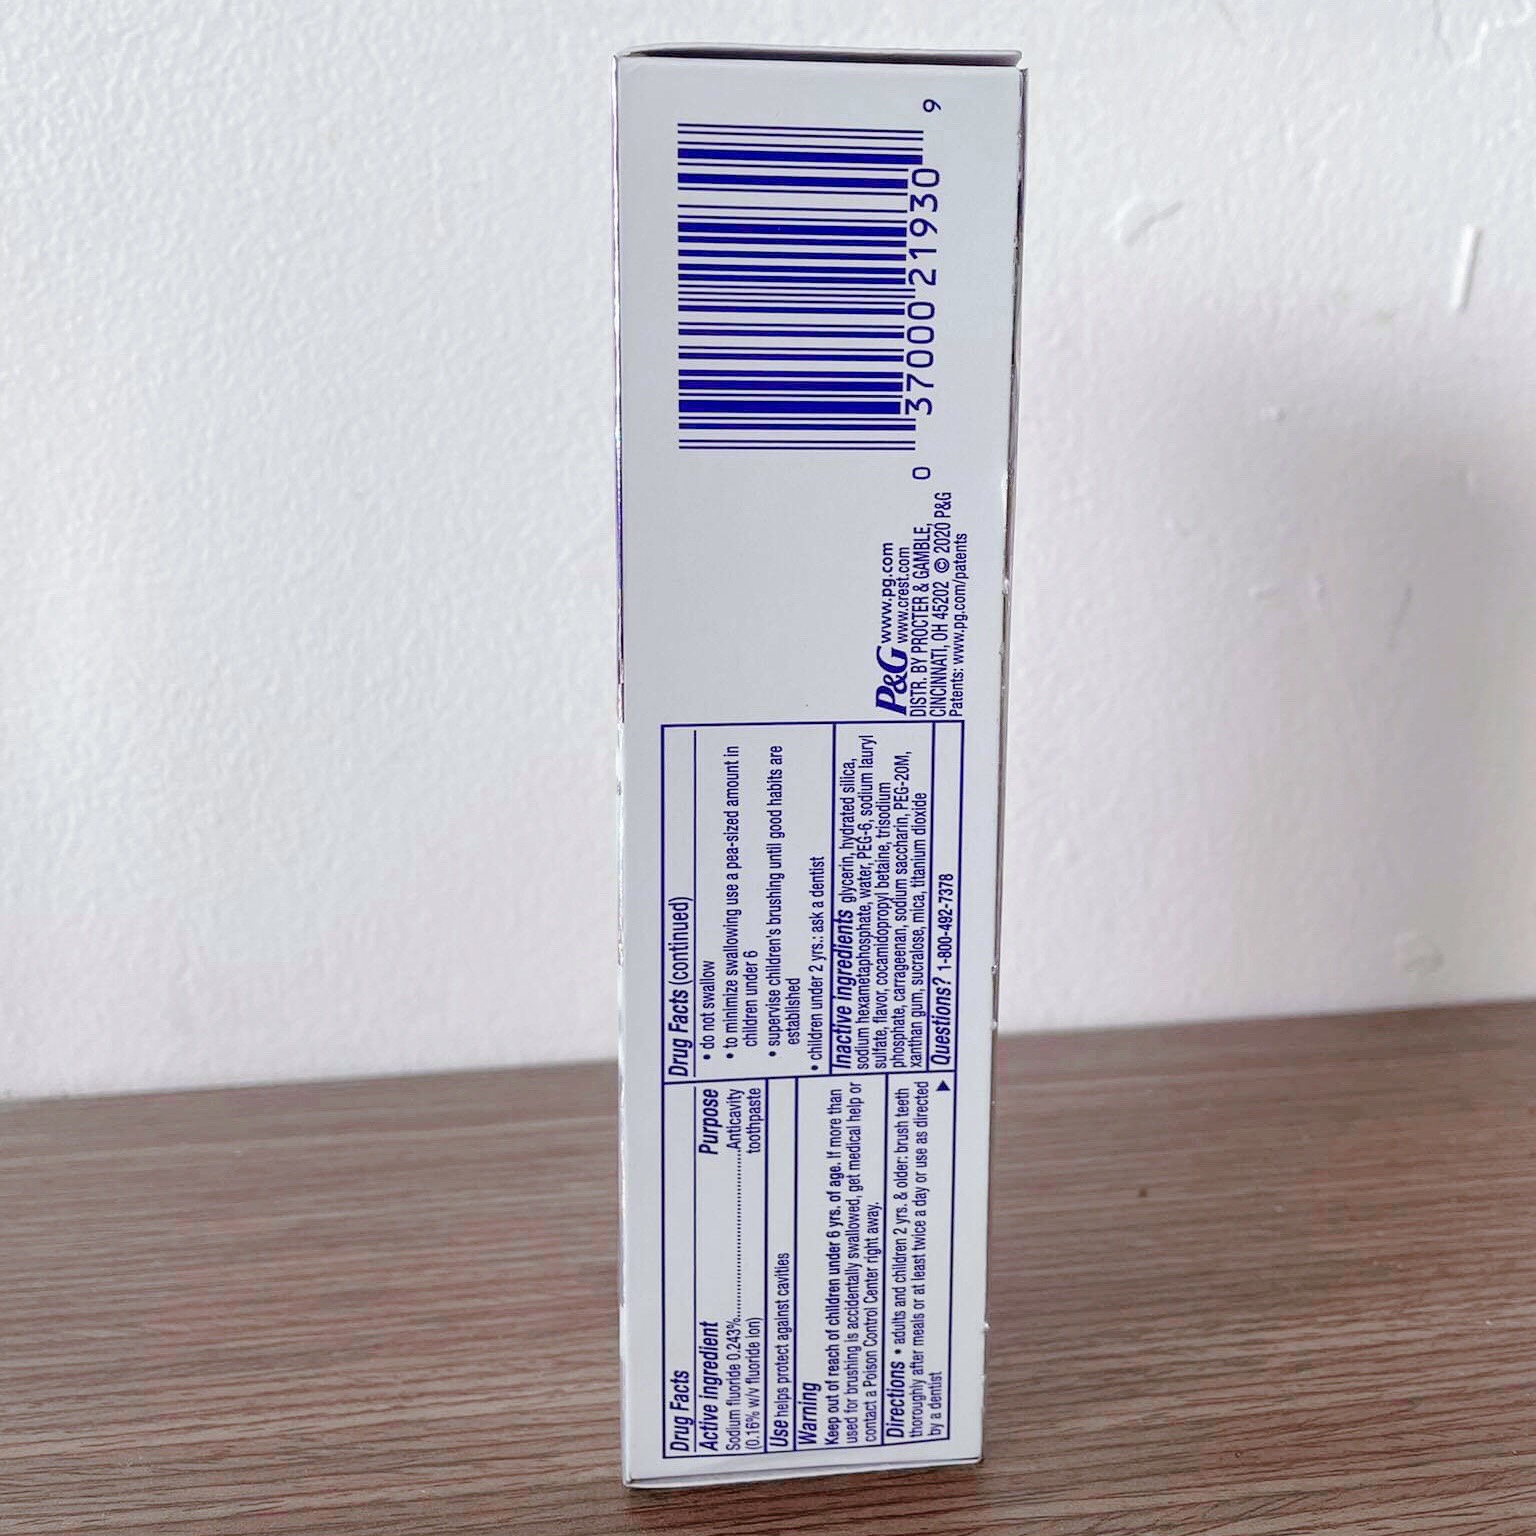 Drug Facts
Active ingredient Purpose
Sodium fluoride 0.243%..............................Anticavity
(0.16% w/v fluoride ion) toothpaste
Use helps protect against cavities
Warning
Keep out of reach of children under 6 yrs. of age. If more than
used for brushing is accidentally swallowed, get medical help or
contact a Poison Control Center right away.
Directions • adults and children 2 yrs. & older: brush teeth
thoroughly after meals or at least twice a day or use as directed
by a dentist
Drug Facts (continued)
• do not swallow
• to minimize swallowing use a pea-sized amount in
children under 6
• supervise children's brushing until good habits are
established
• children under 2 yrs.: ask a dentist
Inactive ingredients glycerin, hydrated silica,
sodium hexametaphosphate, water, PEG-6, sodium lauryl
sulfate, flavor, cocamidopropyl betaine, trisodium
phosphate, carrageenan, sodium saccharin, PEG-20M,
xanthan gum, sucralose, mica, titanium dioxide
Questions? 1-800-492-7378
P&G www.pg.com
www.crest.com
DISTR. BY PROCTER & GAMBLE,
CINCINNATI, OH 45202 © 2020 P&G
Patents: www.pg.com/patents
0 37000 21930 9